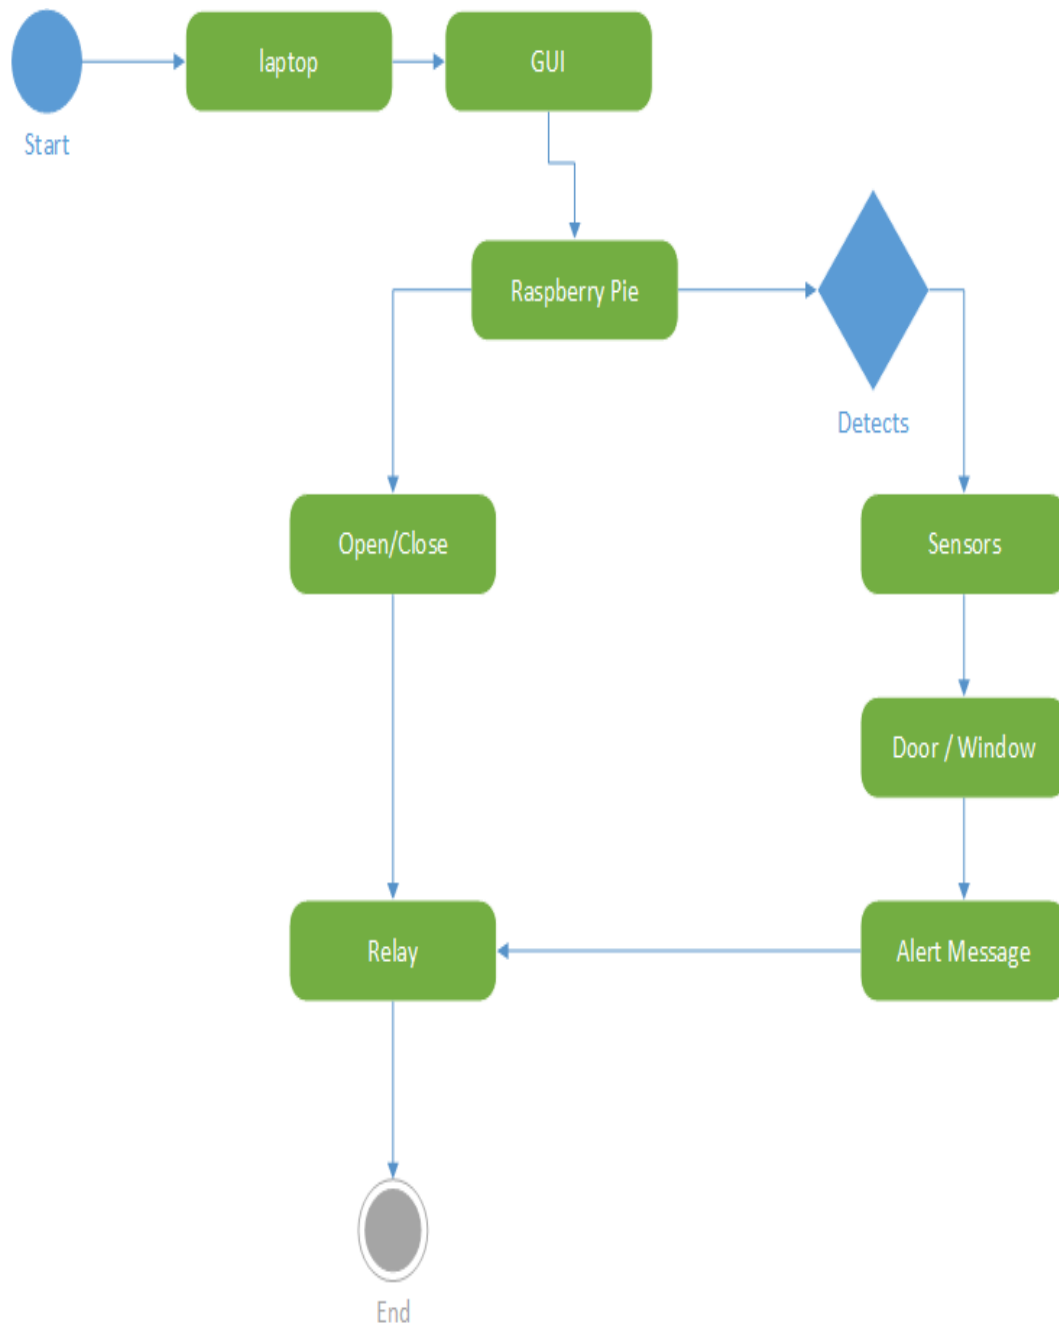 laptop
GUI
Start
Raspberry Pie
Detects
Open/Close
Sensors
Door / Window
Relay
Alert Message
End